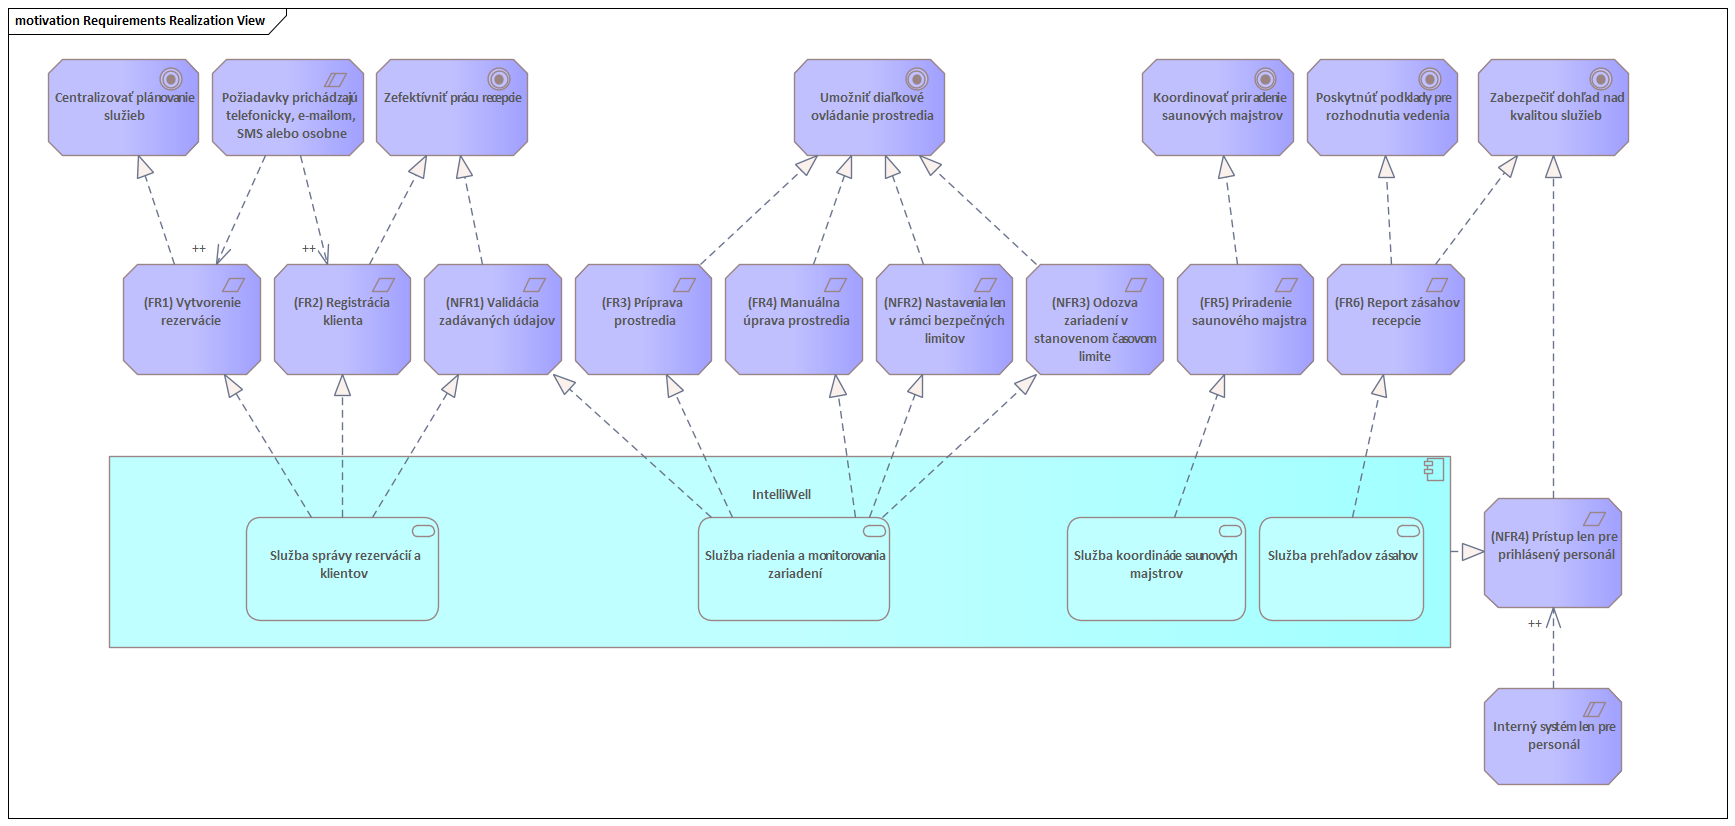 motivation Requirements Realization View
Centralizovať plánovanie
služieb
Požiadavky prichádzajú
telefonicky, e-mailom,
SMS alebo osobne
Zefektívniť prácu recepcie
Umožniť diaľkové
ovládanie prostredia
Koordinovať priradenie
saunových majstrov
Poskytnúť podklady pre
rozhodnutia vedenia
Zabezpečiť dohľad nad
kvalitou služieb
++
++
(FR1) Vytvorenie
rezervácie
(FR2) Registrácia
klienta
(NFR1) Validácia
zadávaných údajov
(FR3) Príprava
prostredia
(FR4) Manuálna
úprava prostredia
(NFR2) Nastavenia len
v rámci bezpečných
limitov
(NFR3) Odozva
zariadení v
stanovenom časovom
limite
(FR5) Priradenie
saunového majstra
(FR6) Report zásahov
recepcie
IntelliWell
Služba správy rezervácií a
klientov
Služba riadenia a monitorovania
zariadení
Služba koordinácie saunových
majstrov
Služba prehľadov zásahov
(NFR4) Prístup len pre
prihlásený personál
++
Interný systém len pre
personál